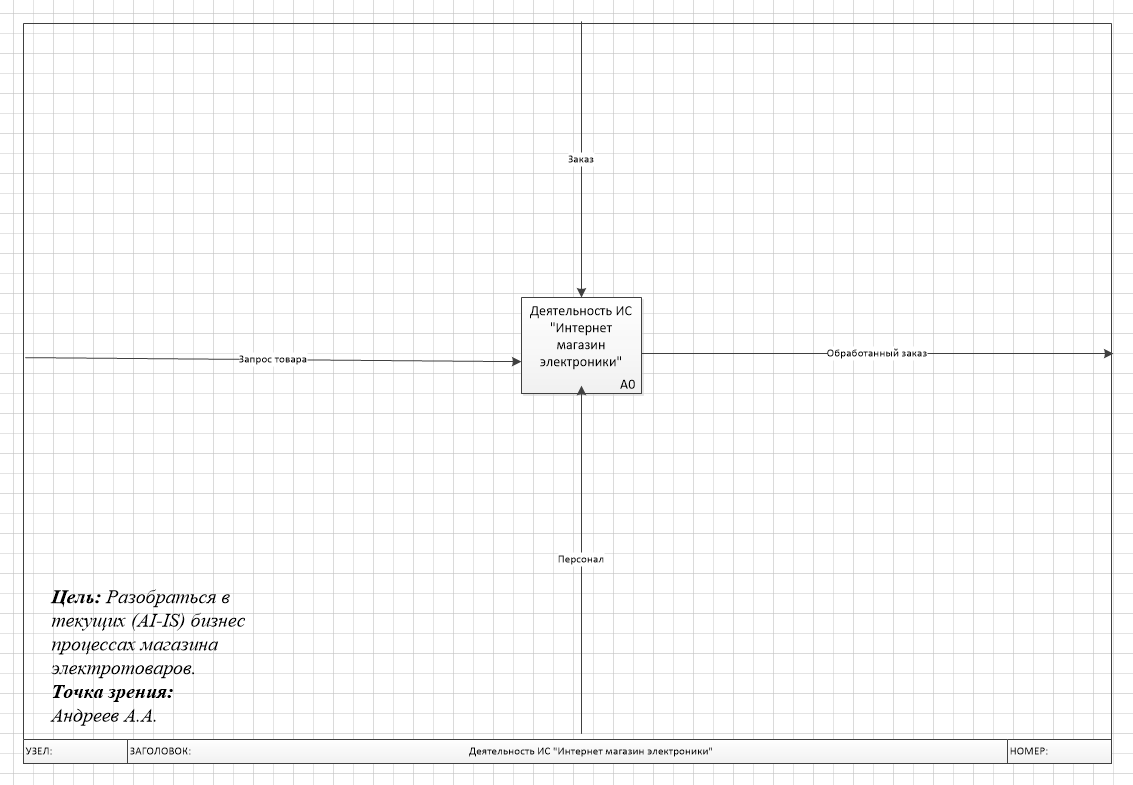 Заказ
Деятельность ИС
"Интернет
магазин
электроники"
A0
Запрос товара
Обработанный заказ
Персонал
Цель: Разобраться в
текущих (AI-IS) бизнес
процессах магазина
электротоваров.
Точка зрения:
Андреев А.А.
УЗЕЛ:
ЗАГОЛОВОК:
Деятельность ИС "Интернет магазин электроники"
НОМЕР: